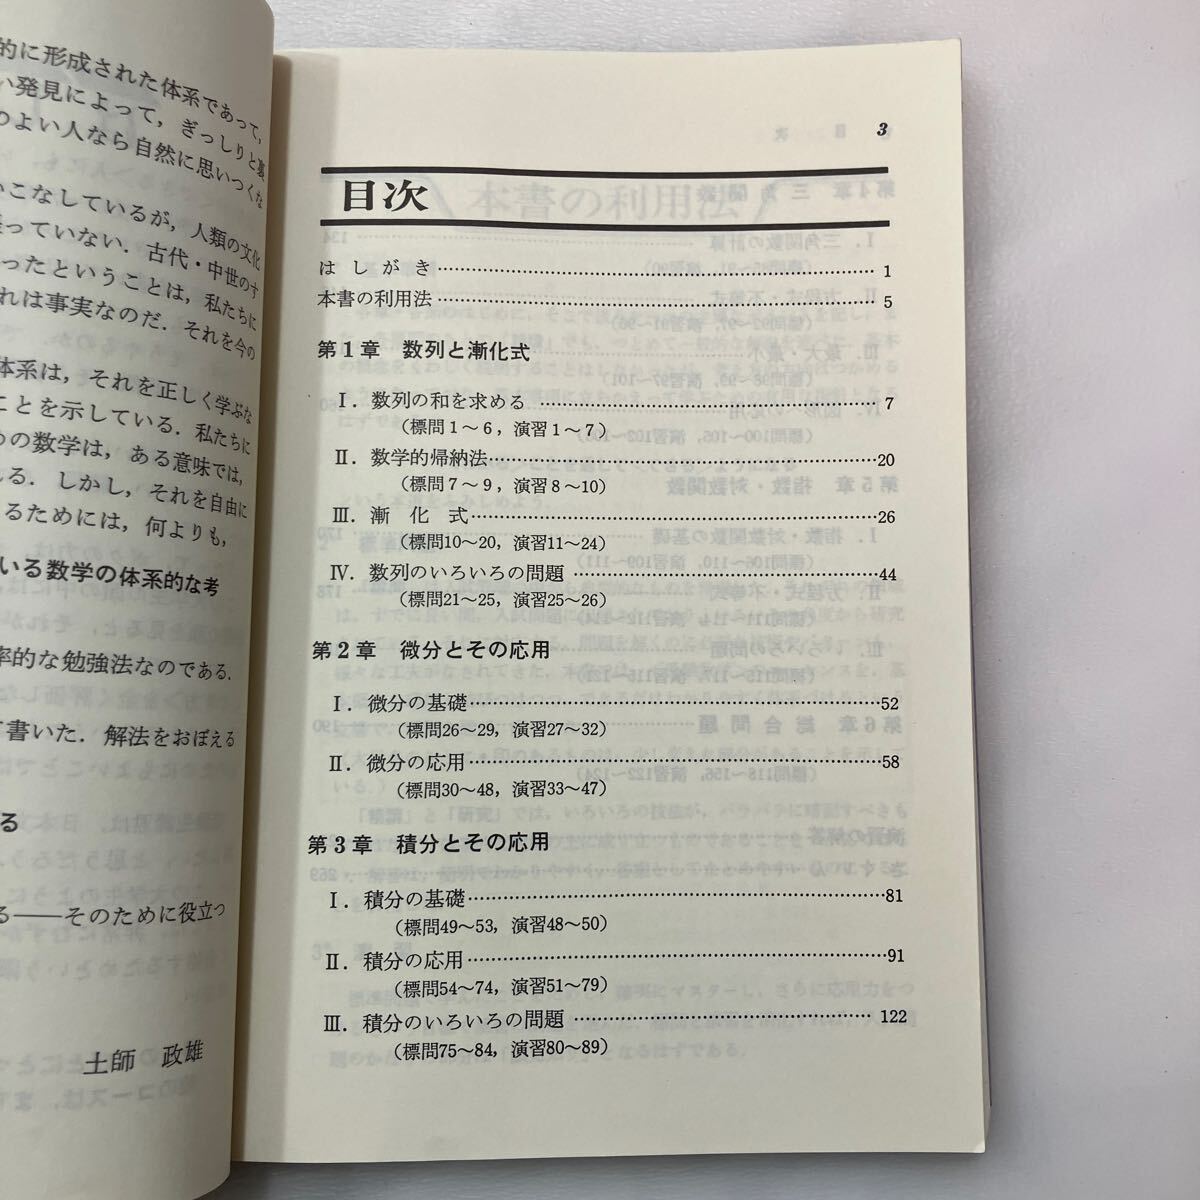 的に形成された体系であって，
い発見によって，ぎっしりと裏
のよい人なら自然に思いつくな
こなしているが，人類の文化
っていない．古代・中世のす
ったということは，私たちに
れは事実なのだ．それを今の
体系は，それを正しく学ぶな
ことを示している．私たちに
の数学は，ある意味では，
る．しかし，それを自由に
るためには，何よりも，
いる数学の体系的な考
率的な勉強法なのである．
て書いた．解法をおぼえる
る
る——そのために役立つ
土師　政雄
3
目次
はしがき 1
本書の利用法 5
第1章　数列と漸化式
Ⅰ．数列の和を求める 7
（標問1～6，演習1～7）
Ⅱ．数学的帰納法 20
（標問7～9，演習8～10）
Ⅲ．漸　化　式 26
（標問10～20，演習11～24）
Ⅳ．数列のいろいろの問題 44
（標問21～25，演習25～26）
第2章　微分とその応用
Ⅰ．微分の基礎 52
（標問26～29，演習27～32）
Ⅱ．微分の応用 58
（標問30～48，演習33～47）
第3章　積分とその応用
Ⅰ．積分の基礎 81
（標問49～53，演習48～50）
Ⅱ．積分の応用 91
（標問54～74，演習51～79）
Ⅲ．積分のいろいろの問題 122
（標問75～84，演習80～89）